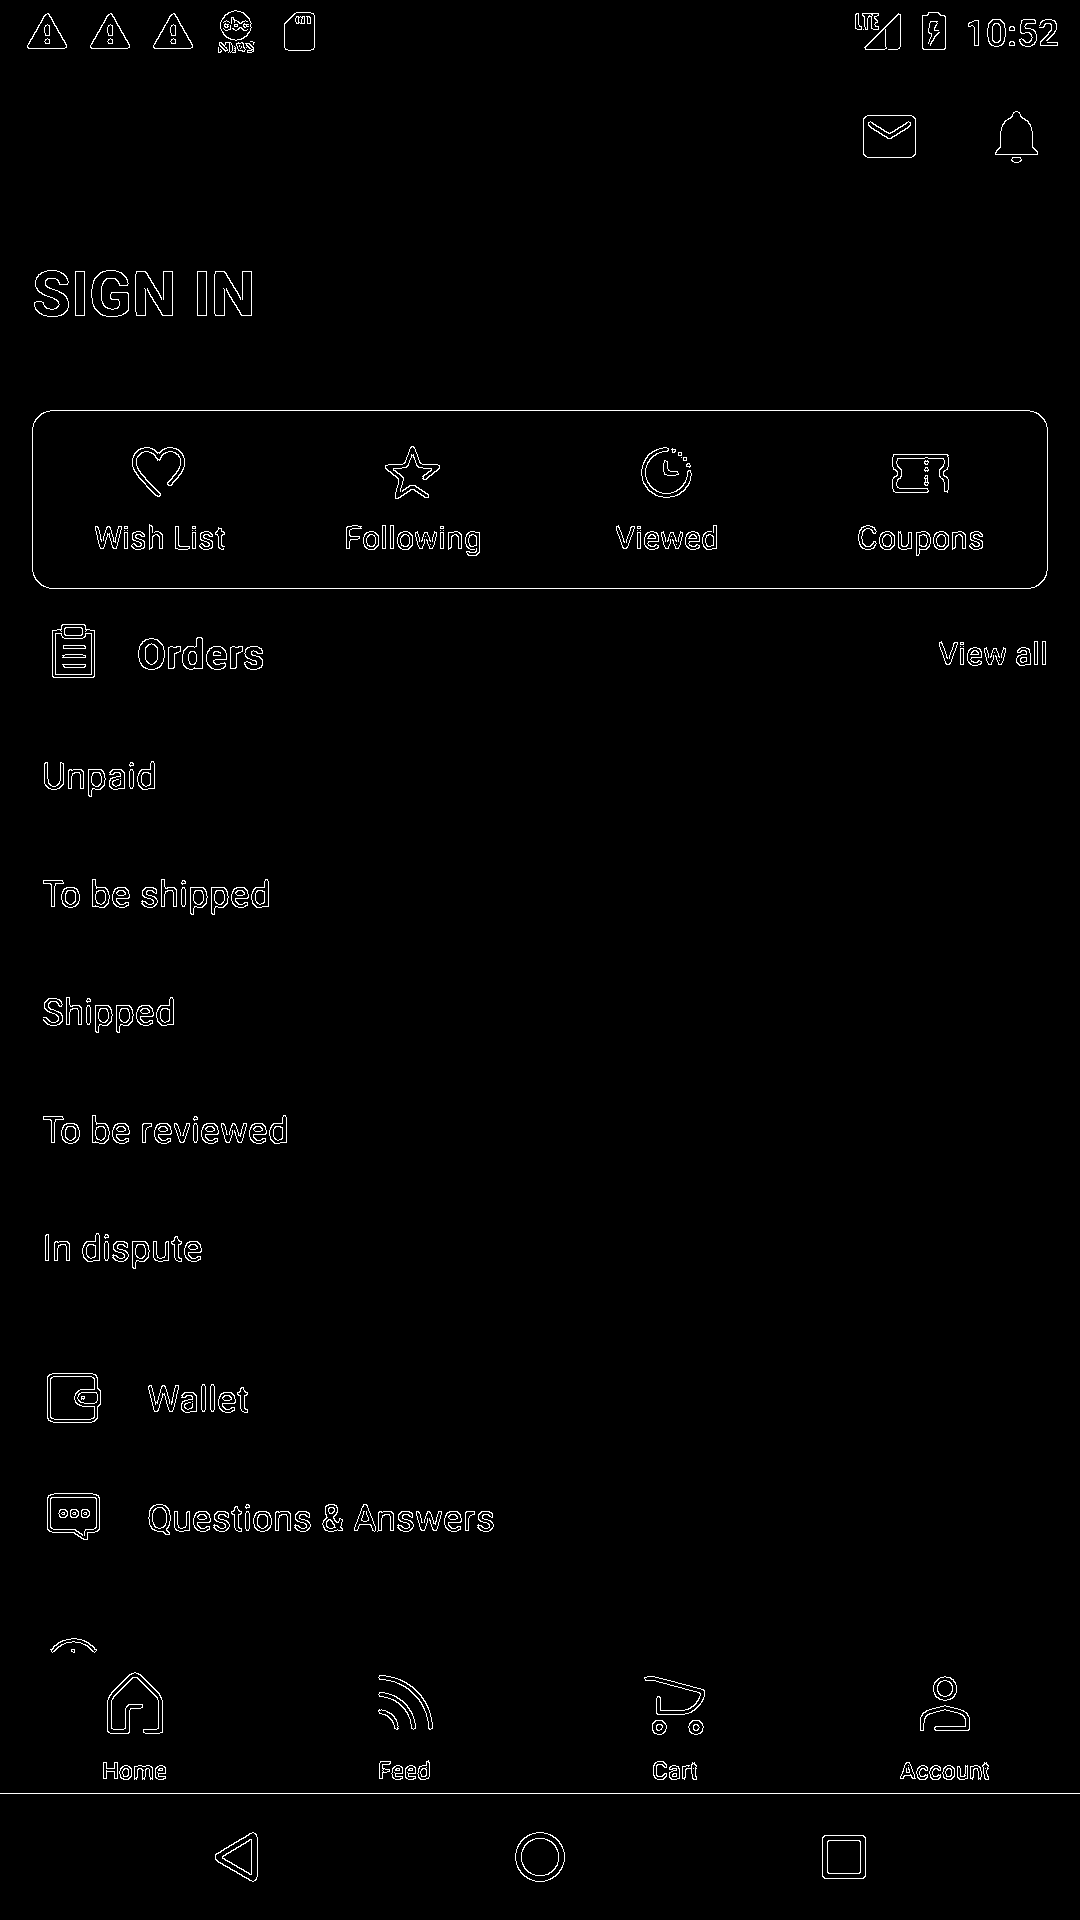 abc
LTE 10:52
SIGN IN
Wish List Following Viewed Coupons
Orders View all
Unpaid
To be shipped
Shipped
To be reviewed
In dispute
Wallet
Questions & Answers
Home Feed Cart Account